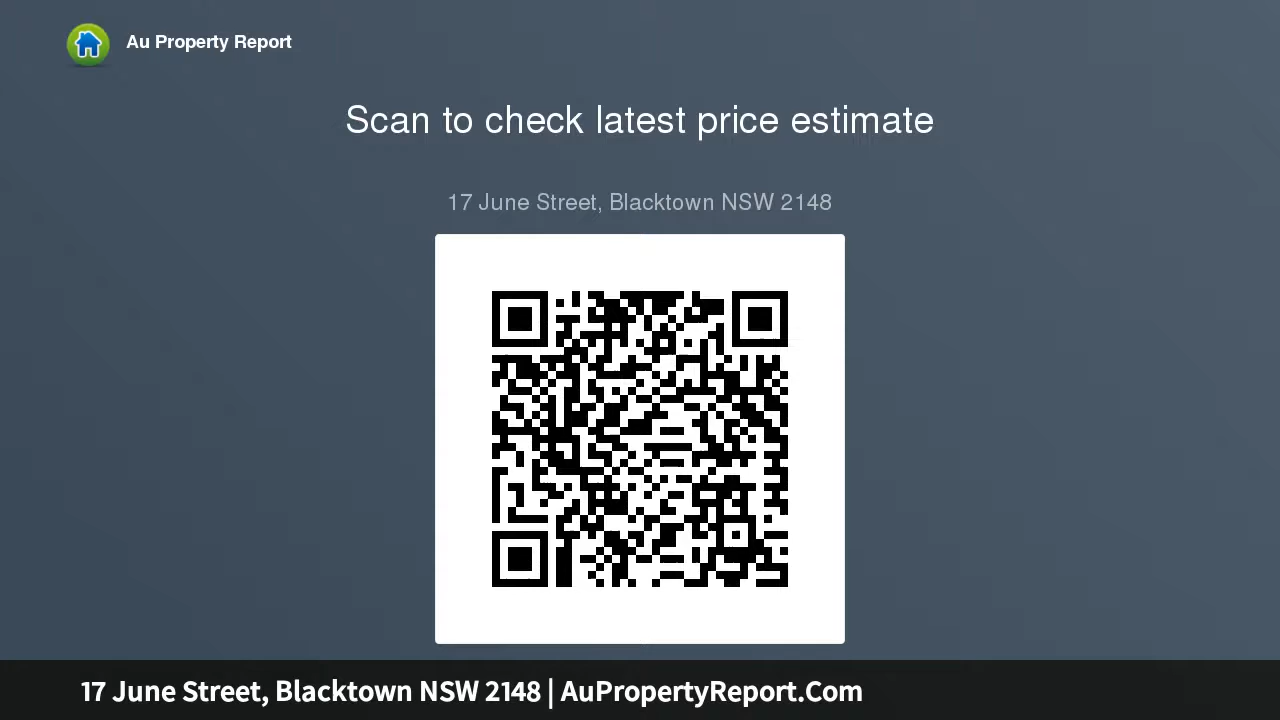 Au Property Report
Scan to check latest price estimate
17 June Street, Blacktown NSW 2148
17 June Street, Blacktown NSW 2148 | AuPropertyReport.Com